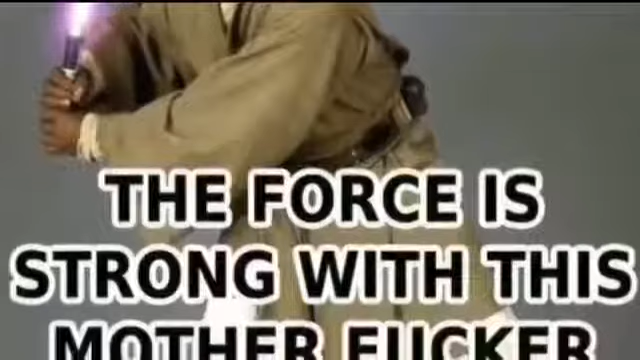 THE FORCE IS
STRONG WITH THIS
MOTHER FUCKER